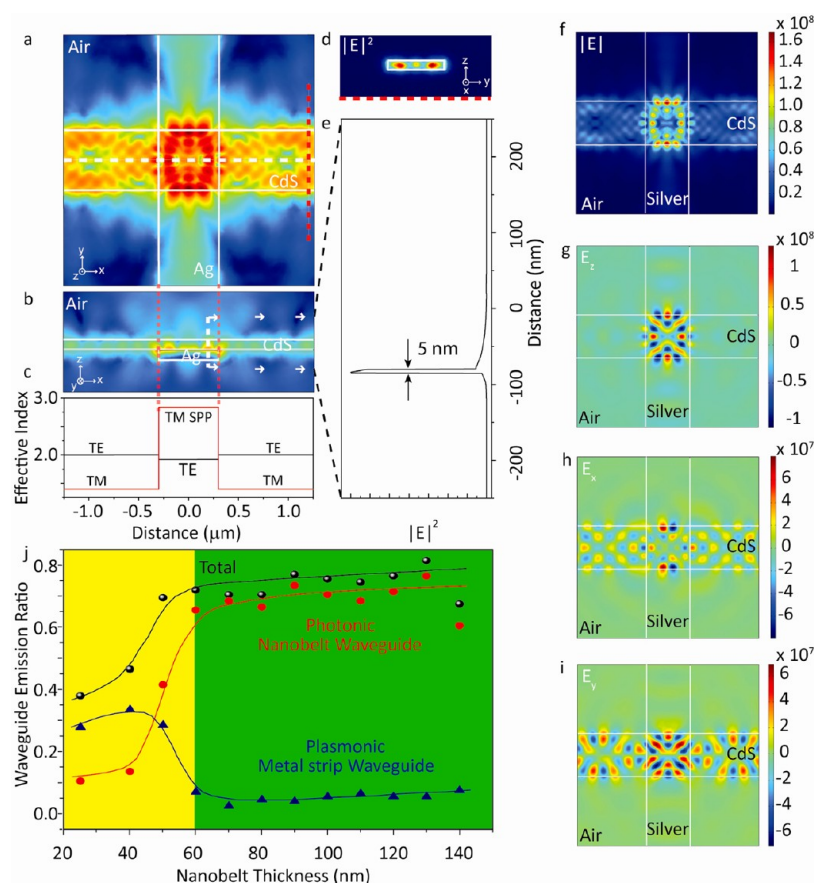 a
Air
CdS
Ag
y
z
x
b
Air
CdS
Ag
z
y
x
c
3.0
2.0
Effective Index
TM SPP
TE
TE
TE
TM
TM
-1.0
-0.5
0.0
0.5
1.0
Distance (μm)
d
|E|²
z
x
y
e
5 nm
200
100
0
-100
-200
Distance (nm)
|E|²
f
|E|
CdS
Air
Silver
x 10⁸
1.6
1.4
1.2
1.0
0.8
0.6
0.4
0.2
g
E_z
CdS
Air
Silver
x 10⁸
1
0.5
0
-0.5
-1
h
E_x
CdS
Air
Silver
x 10⁷
8
6
4
2
0
-2
-4
-6
-8
i
E_y
CdS
Air
Silver
x 10⁷
6
4
2
0
-2
-4
-6
j
Total
Photonic
Nanobelt Waveguide
Plasmonic
Metal strip Waveguide
Waveguide Emission Ratio
0.8
0.6
0.4
0.2
0.0
20
40
60
80
100
120
140
Nanobelt Thickness (nm)